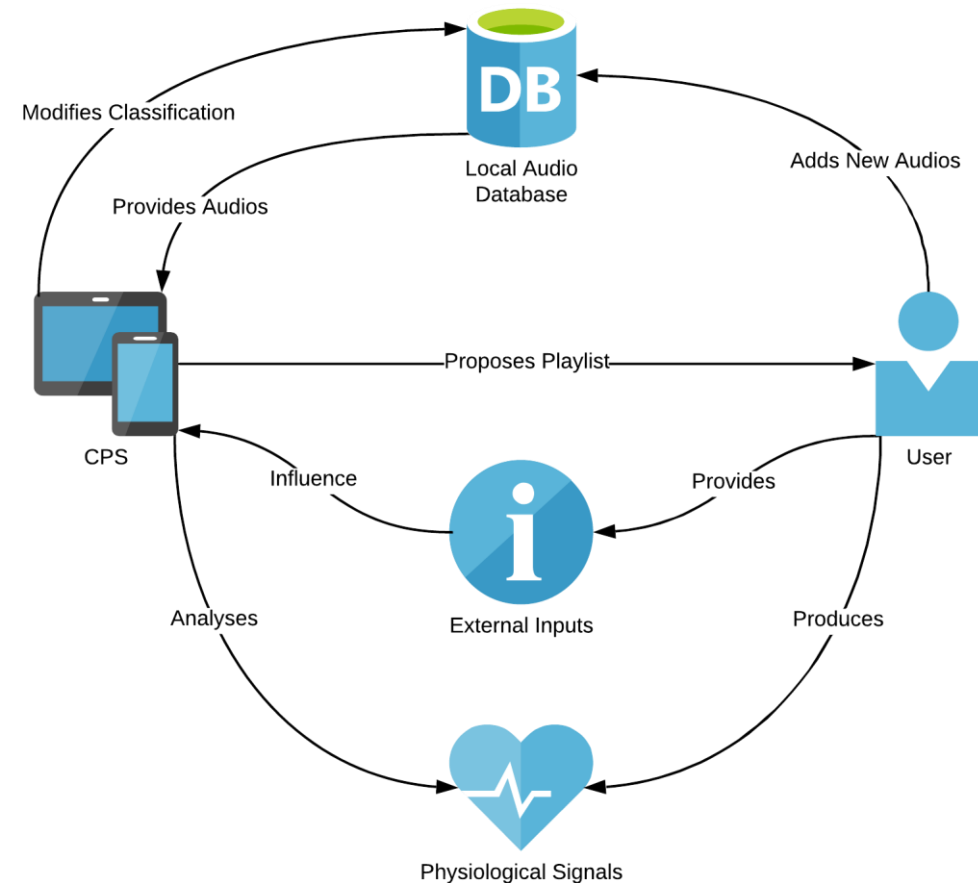 DB
Modifies Classification
Adds New Audios
Local Audio
Database
Provides Audios
Proposes Playlist
CPS
User
Influence
Provides
i
External Inputs
Analyses
Produces
Physiological Signals